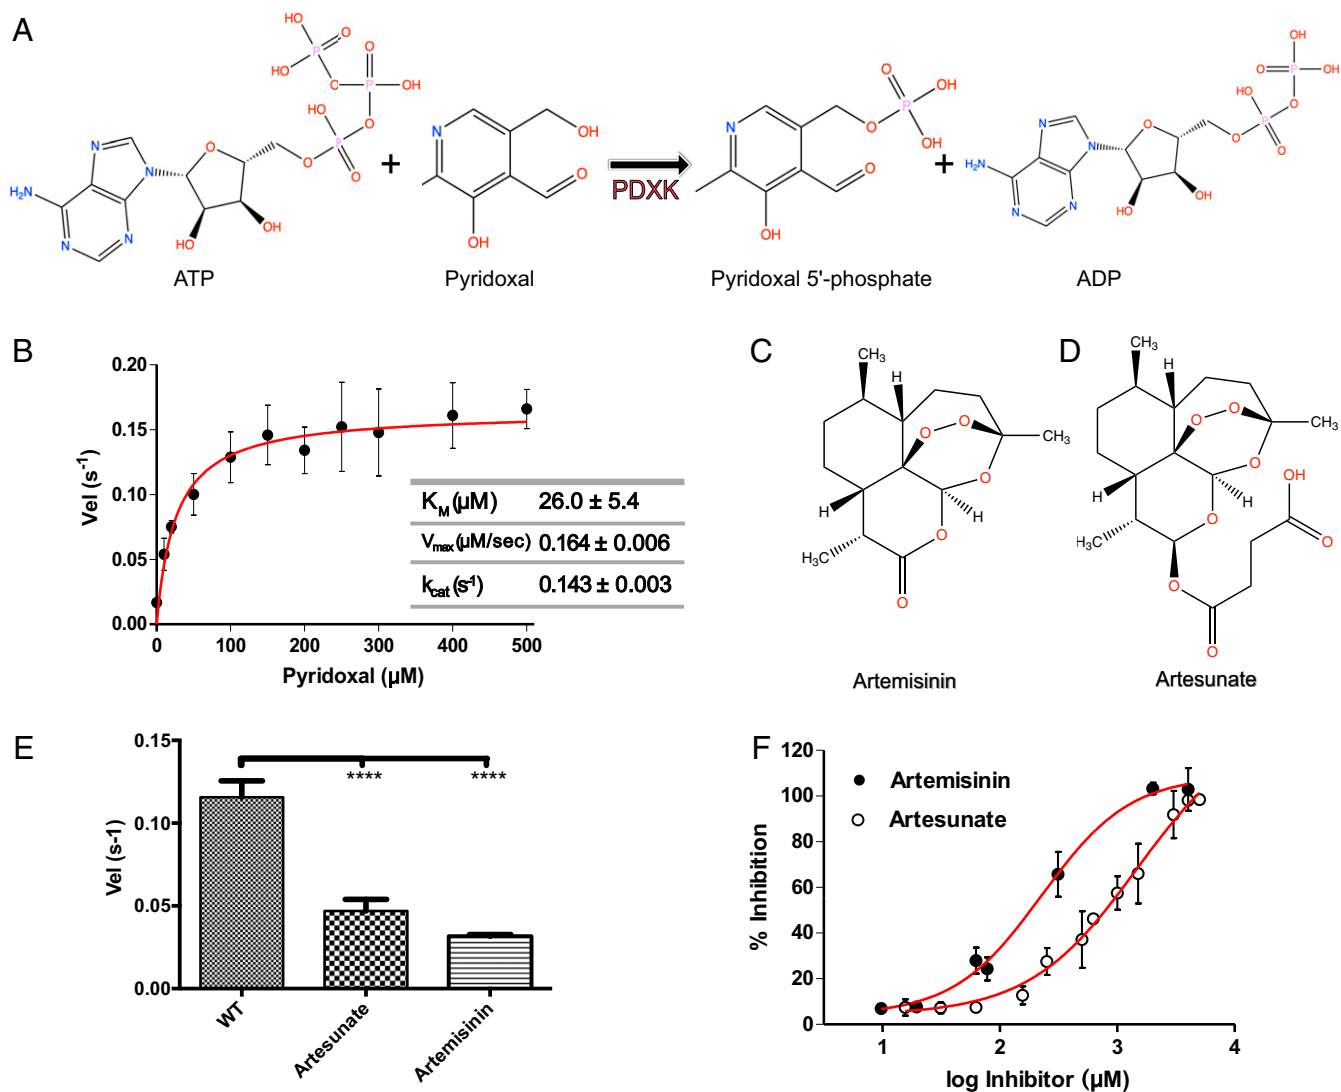 A
HO
P
O
HO
O
O
P
OH
HO
P
O
O
O
N
N
N
N
H₂N
O
HO
OH
ATP
+
N
OH
O
OH
Pyridoxal
PDXK
N
O
P
O
OH
OH
O
OH
Pyridoxal 5'-phosphate
+
OH
O
P
OH
O
HO
P
O
O
OH
N
N
N
N
H₂N
O
HO
OH
ADP
B
Vel (s⁻¹)
0.20
0.15
0.10
0.05
0.00
0
100
200
300
400
500
Pyridoxal (µM)
K_M (µM) 26.0 ± 5.4
V_max (µM/sec) 0.164 ± 0.006
k_cat (s⁻¹) 0.143 ± 0.003
C
CH₃
H
O
O
CH₃
O
H
H
H₃C
O
O
Artemisinin
D
CH₃
H
O
O
CH₃
O
H
H
H₃C
O
O
OH
O
O
Artesunate
E
Vel (s-1)
0.15
0.10
0.05
0.00
****
****
WT
Artesunate
Artemisinin
F
% Inhibition
120
100
80
60
40
20
0
Artemisinin
Artesunate
1
2
3
4
log Inhibitor (µM)